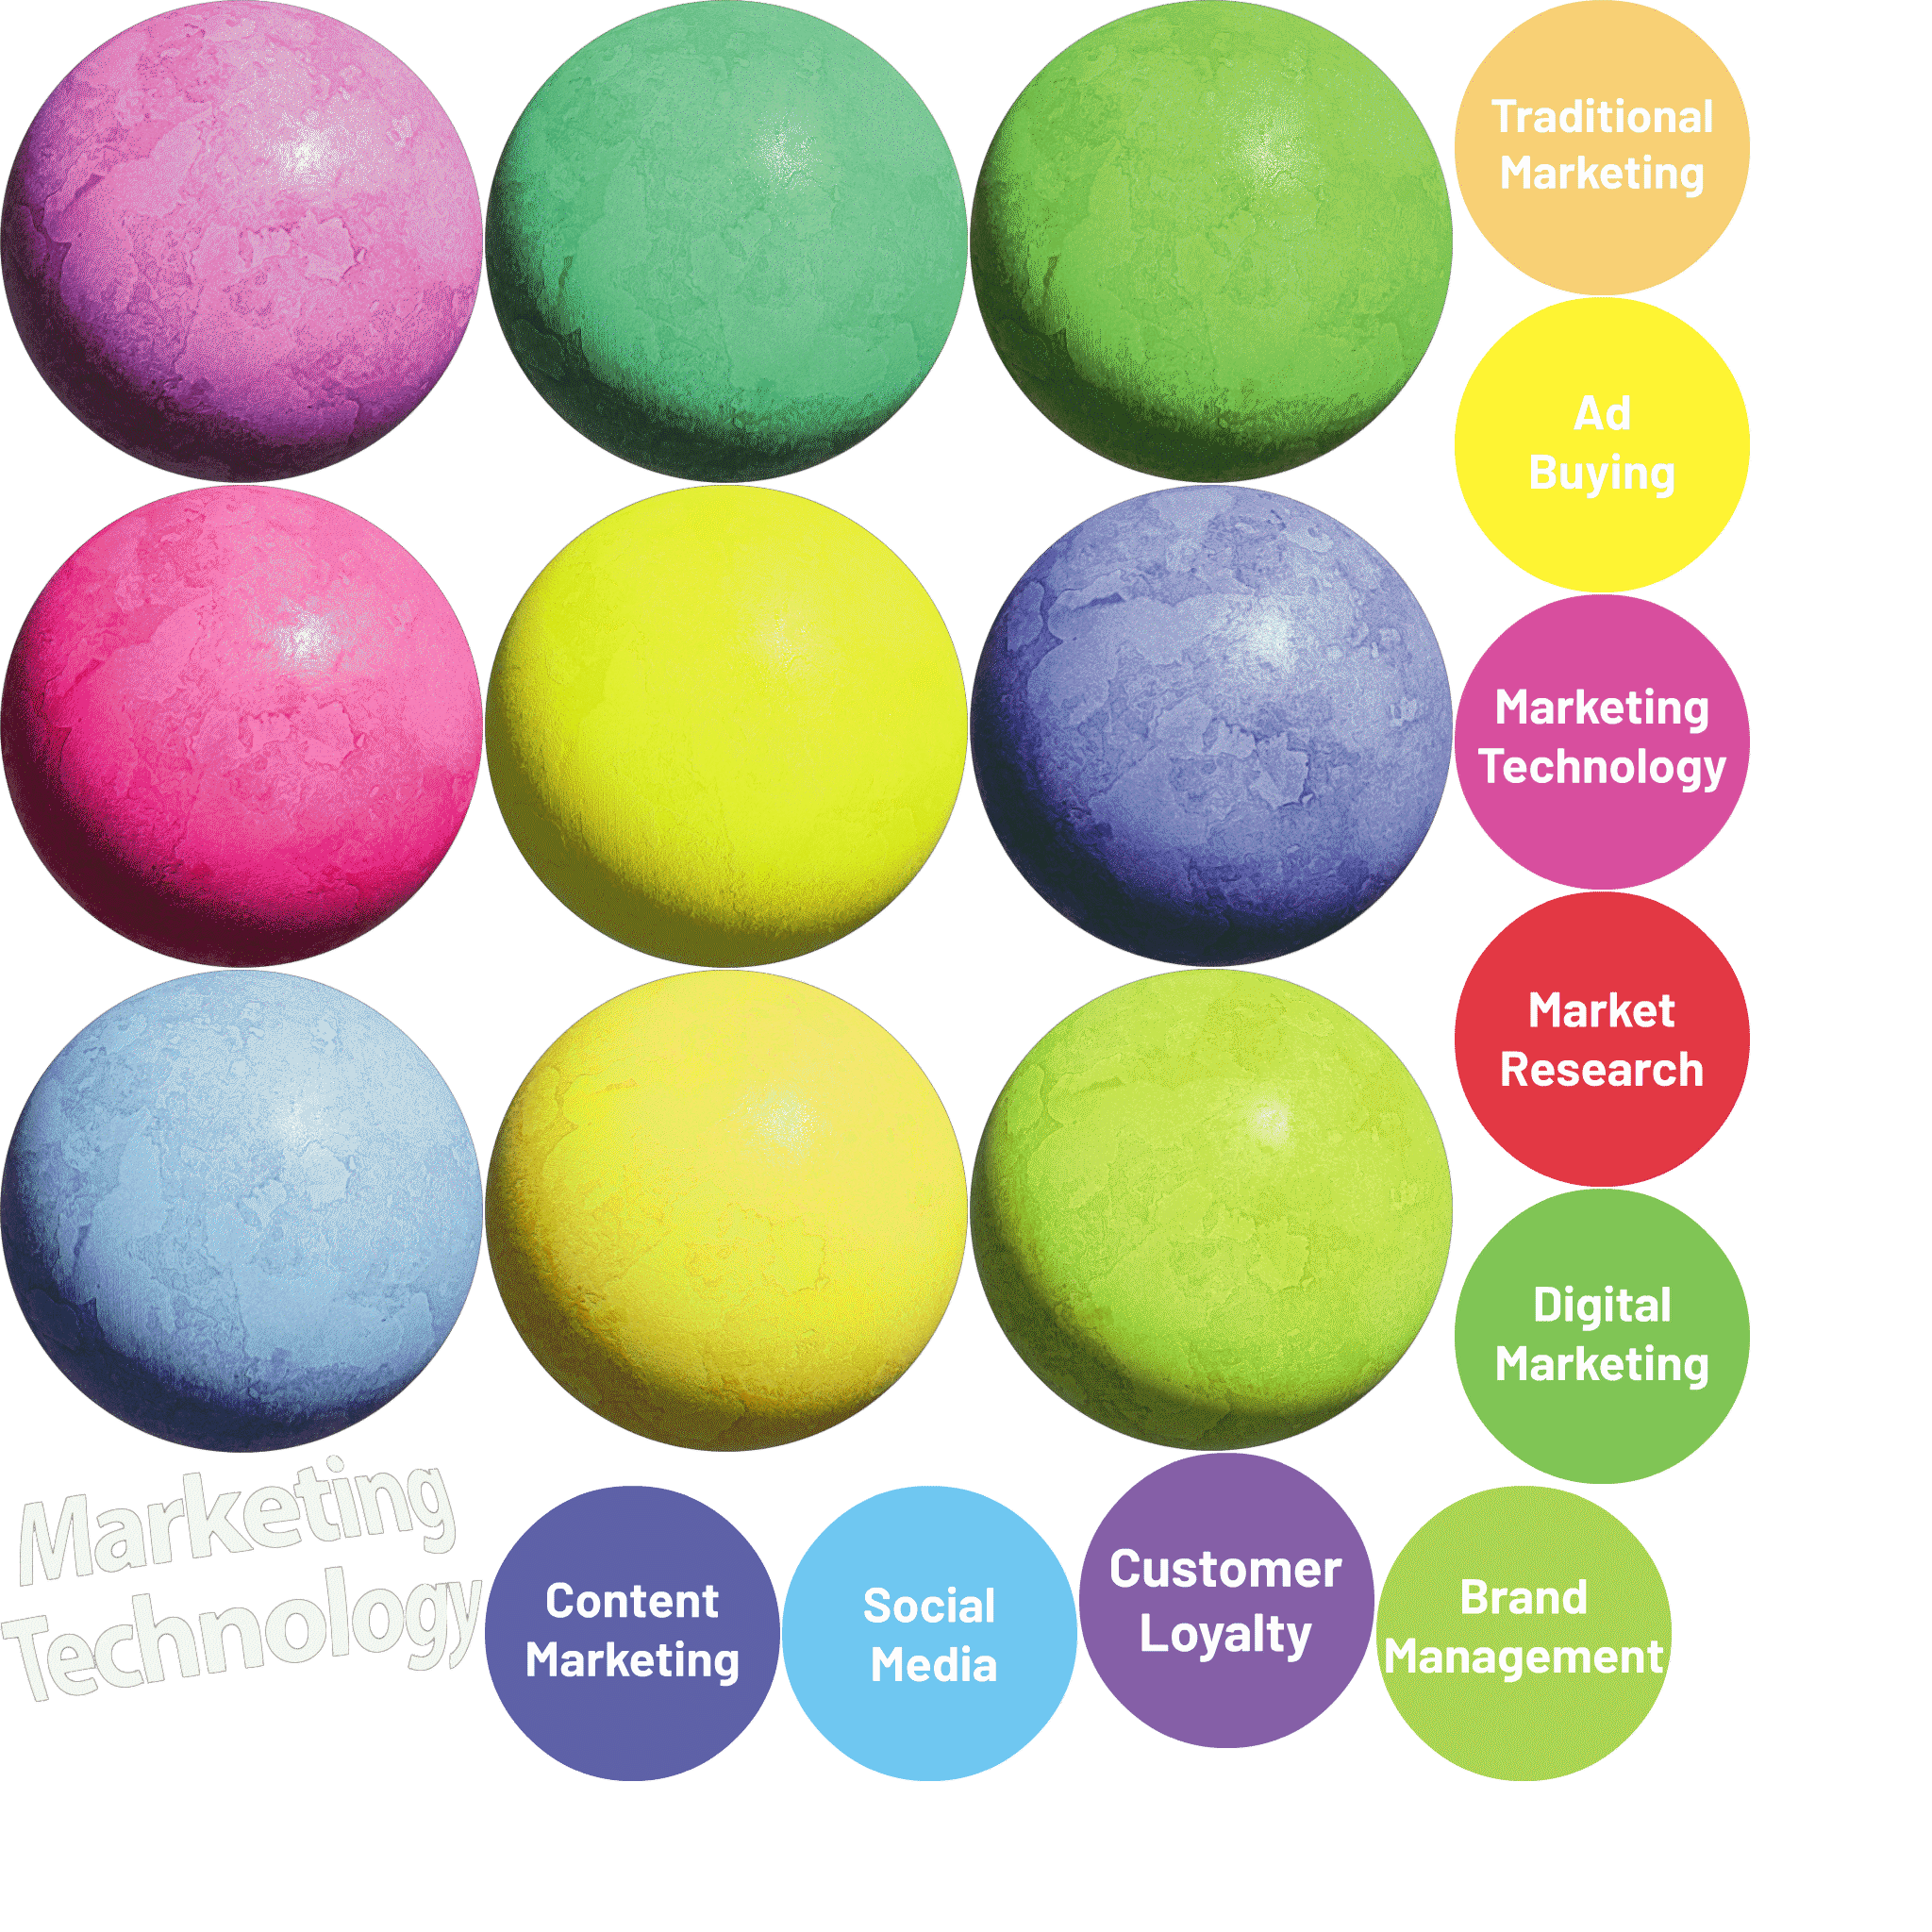 Traditional
Marketing
Ad
Buying
Marketing
Technology
Market
Research
Digital
Marketing
Marketing
Technology
Content
Marketing
Social
Media
Customer
Loyalty
Brand
Management